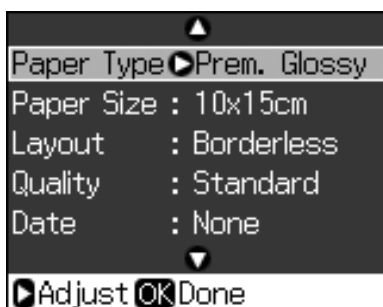 Paper Type Prem. Glossy
Paper Size : 10x15cm
Layout : Borderless
Quality : Standard
Date : None
Adjust OK Done